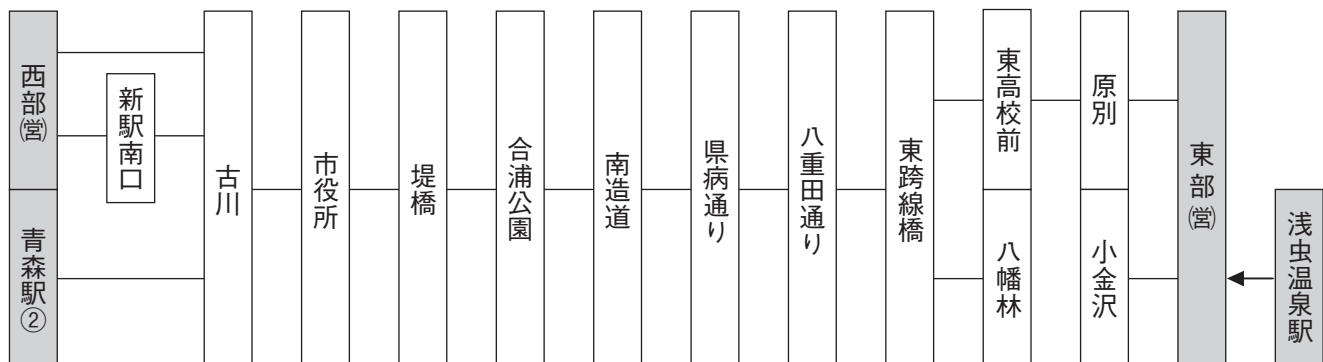 西部㈺
青森駅②
新駅南口
古川
市役所
堤橋
合浦公園
南造道
県病通り
八重田通り
東跨線橋
東高校前
八幡林
原別
小金沢
東部㈺
浅虫温泉駅